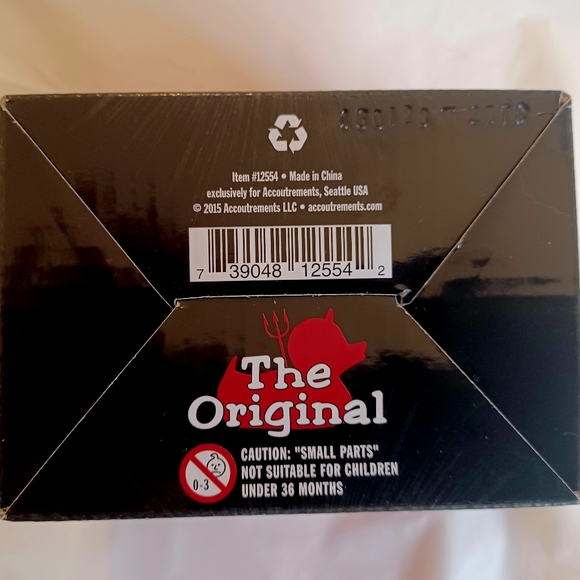 Item #12554 • Made in China
exclusively for Accoutrements, Seattle USA
© 2015 Accoutrements LLC • accoutrements.com
7 39048 12554 2
The
Original
0-3
CAUTION: "SMALL PARTS"
NOT SUITABLE FOR CHILDREN
UNDER 36 MONTHS